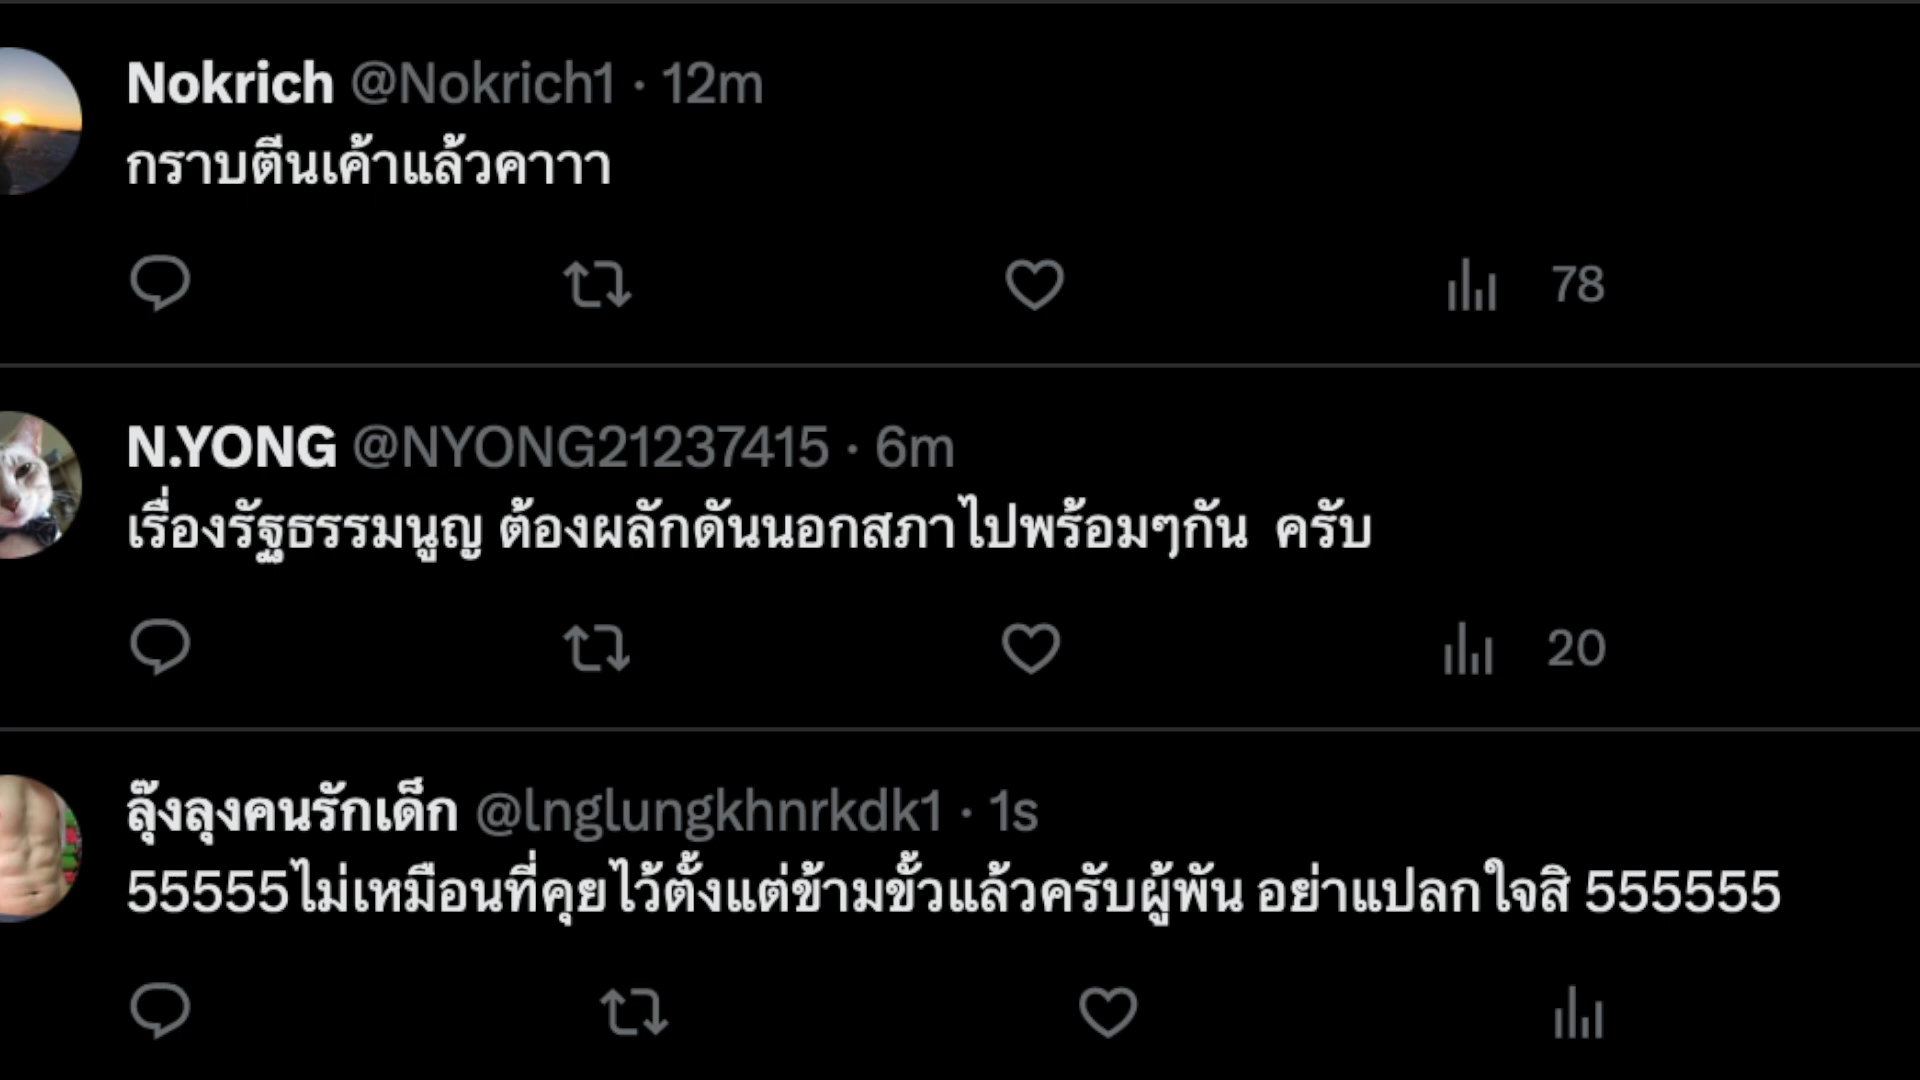 Nokrich @Nokrich1 · 12m
กราบตีนเค้าแล้วคาาา
78
N.YONG @NYONG21237415 · 6m
เรื่องรัฐธรรมนูญ ต้องผลักดันนอกสภาไปพร้อมๆกัน ครับ
20
ลุ๊งลุงคนรักเด็ก @lnglungkhnrkdk1 · 1s
55555ไม่เหมือนที่คุยไว้ตั้งแต่ข้ามขั้วแล้วครับผู้พัน อย่าแปลกใจสิ 555555